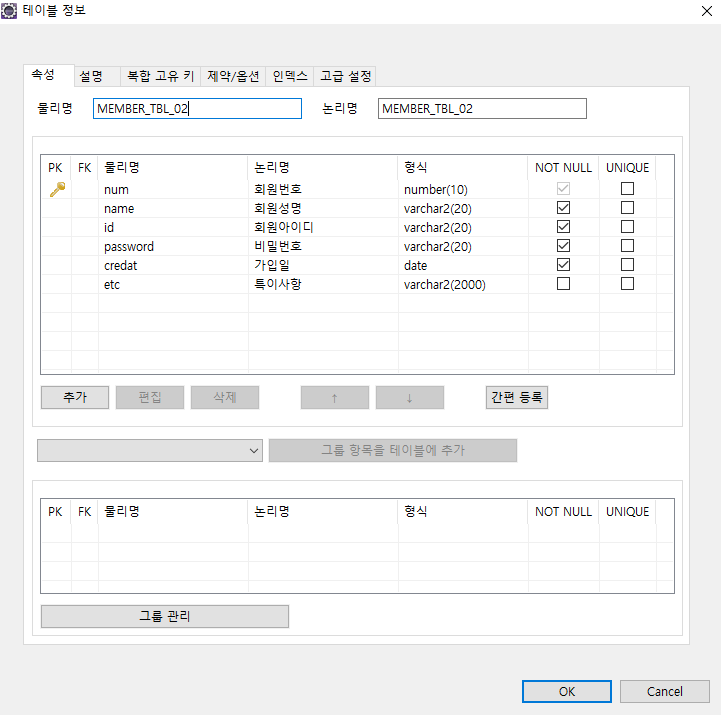 테이블 정보
속성 설명 복합 고유 키 제약/옵션 인덱스 고급 설정
물리명 MEMBER_TBL_02 논리명 MEMBER_TBL_02
PK FK 물리명 논리명 형식 NOT NULL UNIQUE
num 회원번호 number(10)
name 회원성명 varchar2(20)
id 회원아이디 varchar2(20)
password 비밀번호 varchar2(20)
credat 가입일 date
etc 특이사항 varchar2(2000)
추가 편집 삭제 ↑ ↓ 간편 등록
그룹 항목을 테이블에 추가
PK FK 물리명 논리명 형식 NOT NULL UNIQUE
그룹 관리
OK Cancel